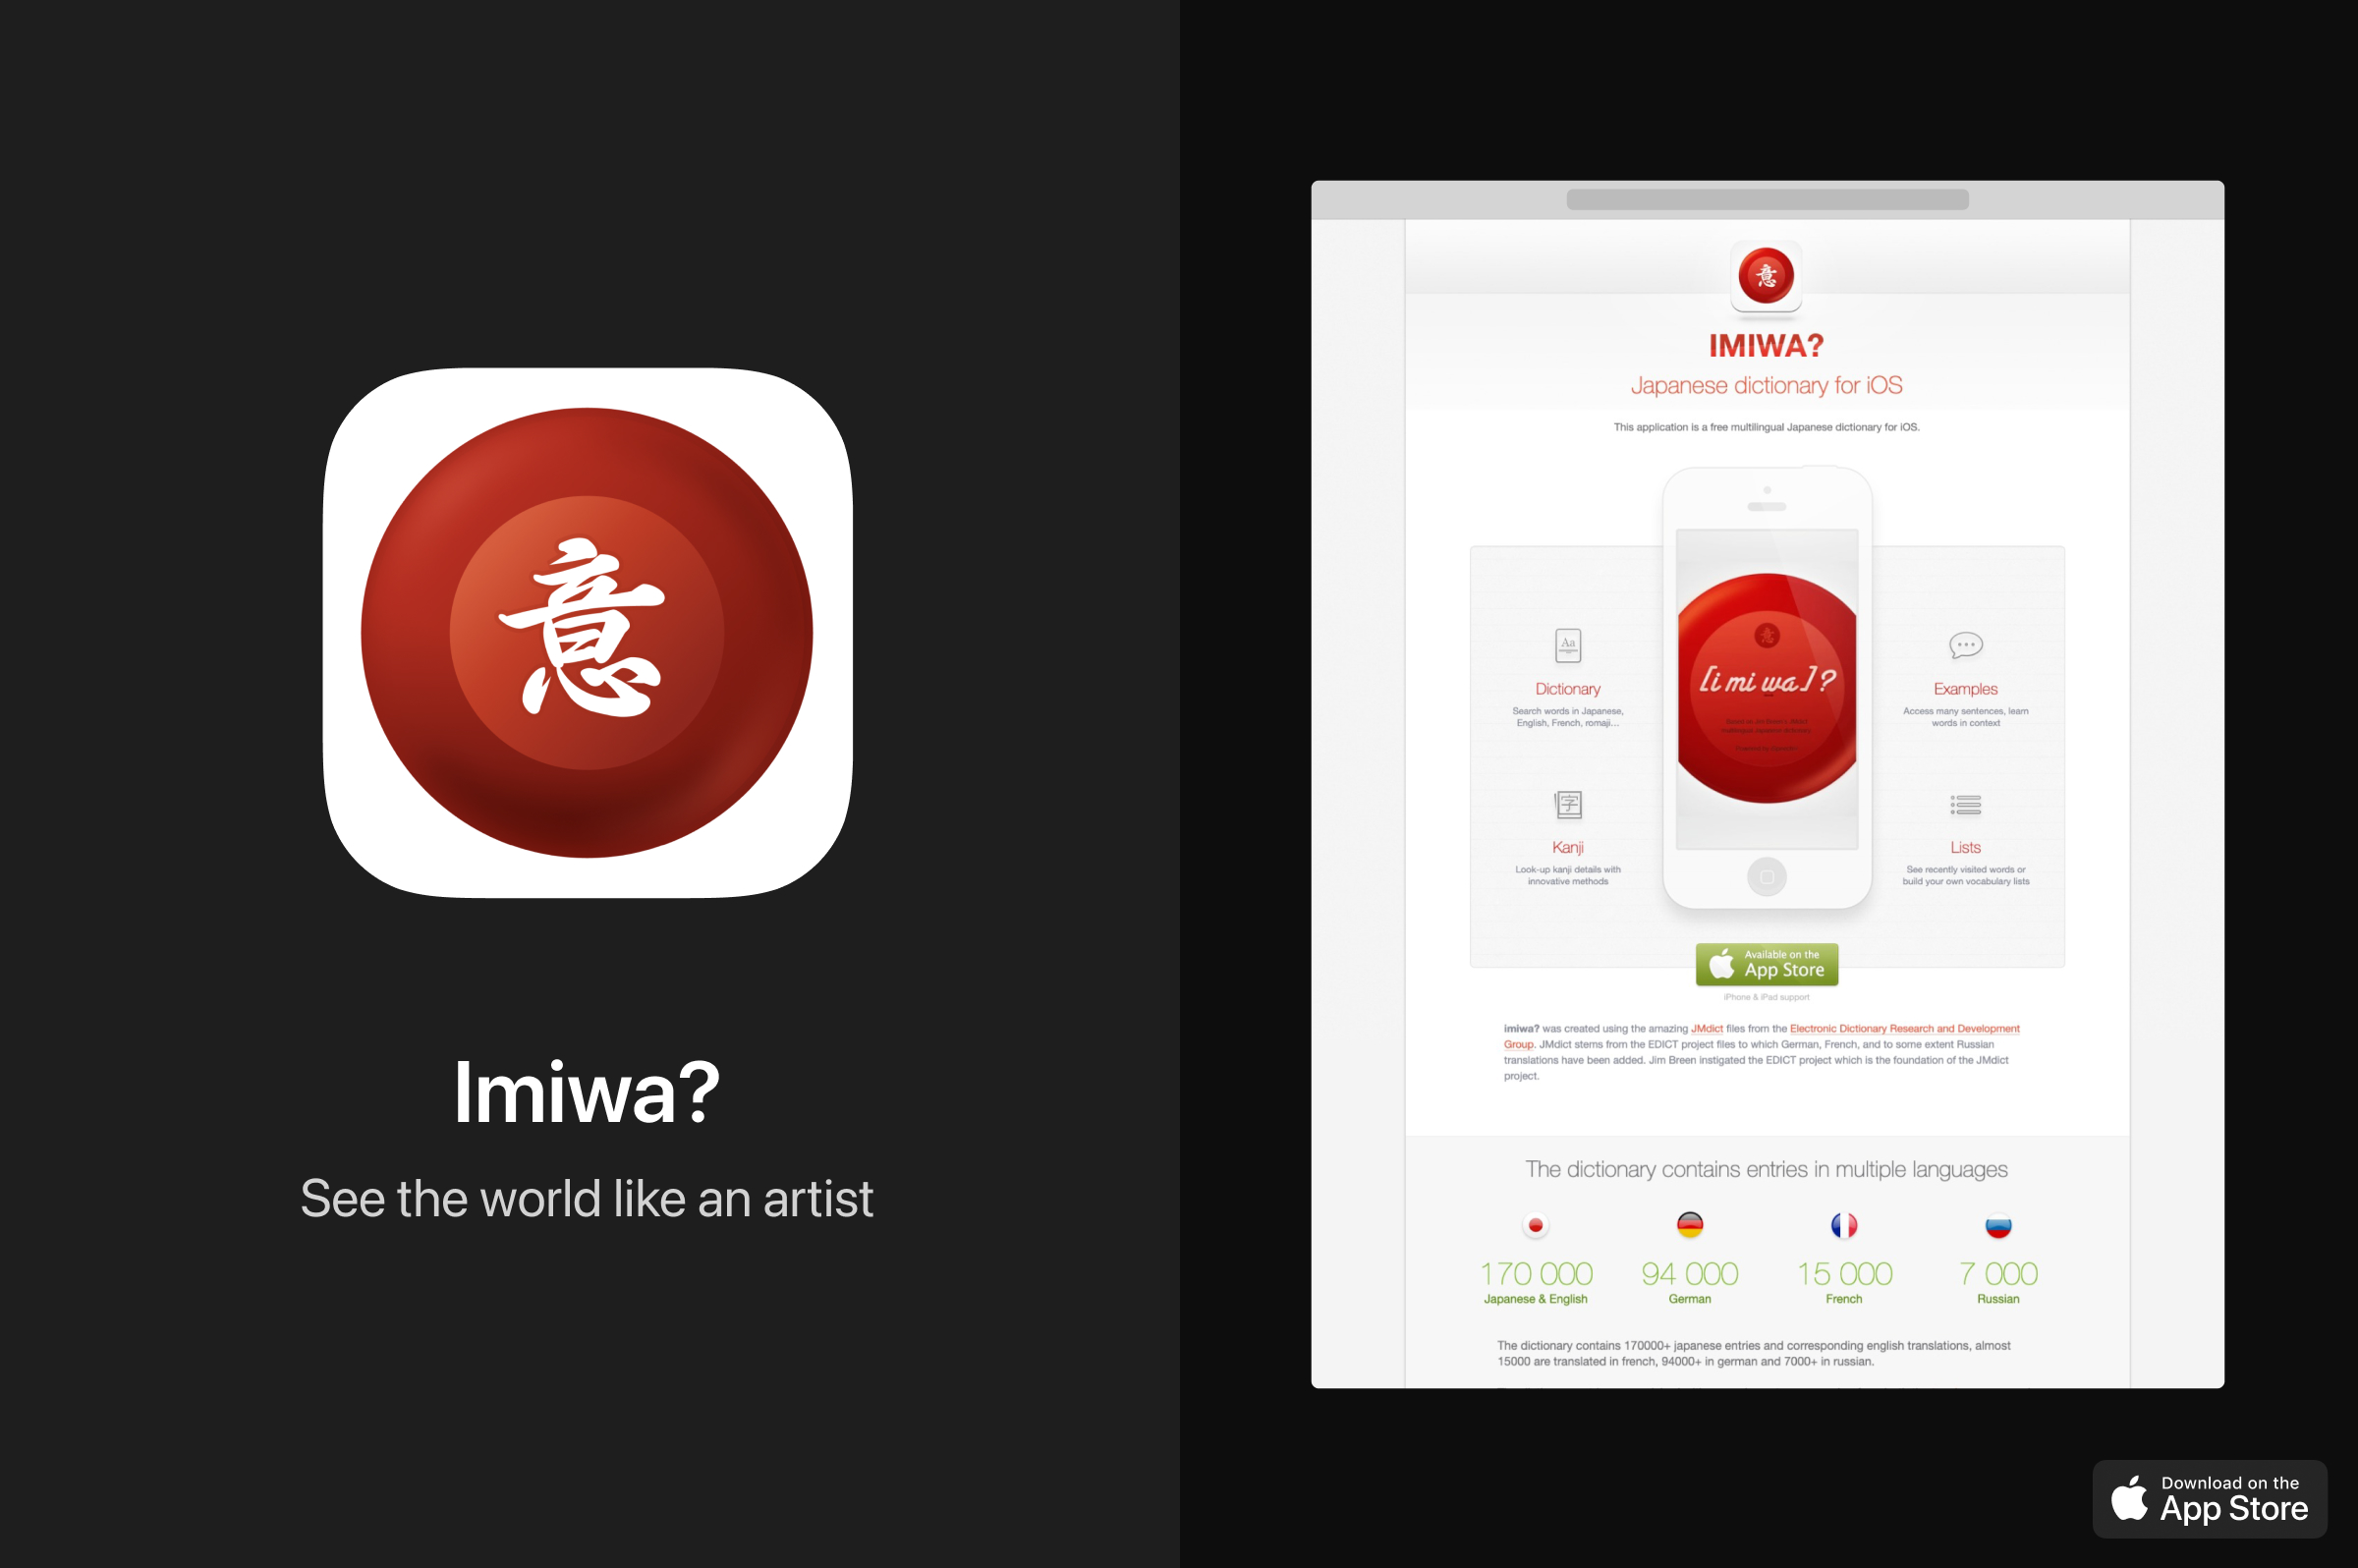 意
Imiwa?
See the world like an artist
意
IMIWA?
Japanese dictionary for iOS
This application is a free multilingual Japanese dictionary for iOS.
意
[i mi wa]?
Aa
Dictionary
Search words in Japanese,
English, French, romaji...
Examples
Access many sentences, learn
words in context
字
Kanji
Look-up kanji details with
innovative methods
Lists
See recently visited words or
build your own vocabulary lists
Available on the
App Store
iPhone & iPad support
imiwa? was created using the amazing JMdict files from the Electronic Dictionary Research and Development
Group. JMdict stems from the EDICT project files to which German, French, and to some extent Russian
translations have been added. Jim Breen instigated the EDICT project which is the foundation of the JMdict
project.
The dictionary contains entries in multiple languages
170 000
Japanese & English
94 000
German
15 000
French
7 000
Russian
The dictionary contains 170000+ japanese entries and corresponding english translations, almost
15000 are translated in french, 94000+ in german and 7000+ in russian.
Download on the
App Store